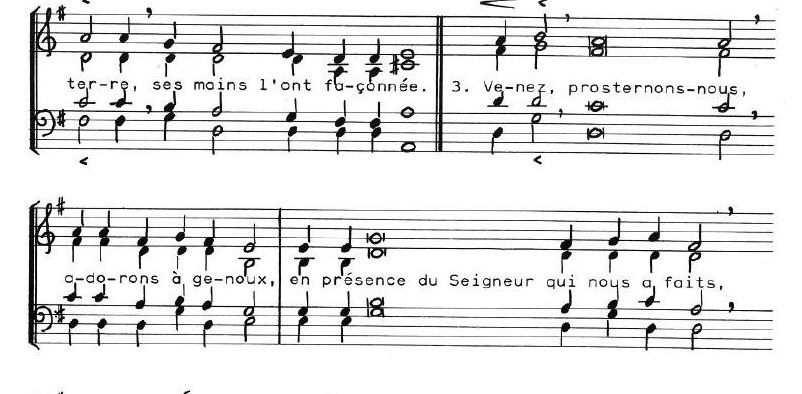 ter-re, ses mains l'ont fa-çonnée. 3. Ve-nez, prosternons-nous,
a-do-rons à ge-noux, en présence du Seigneur qui nous a faits,